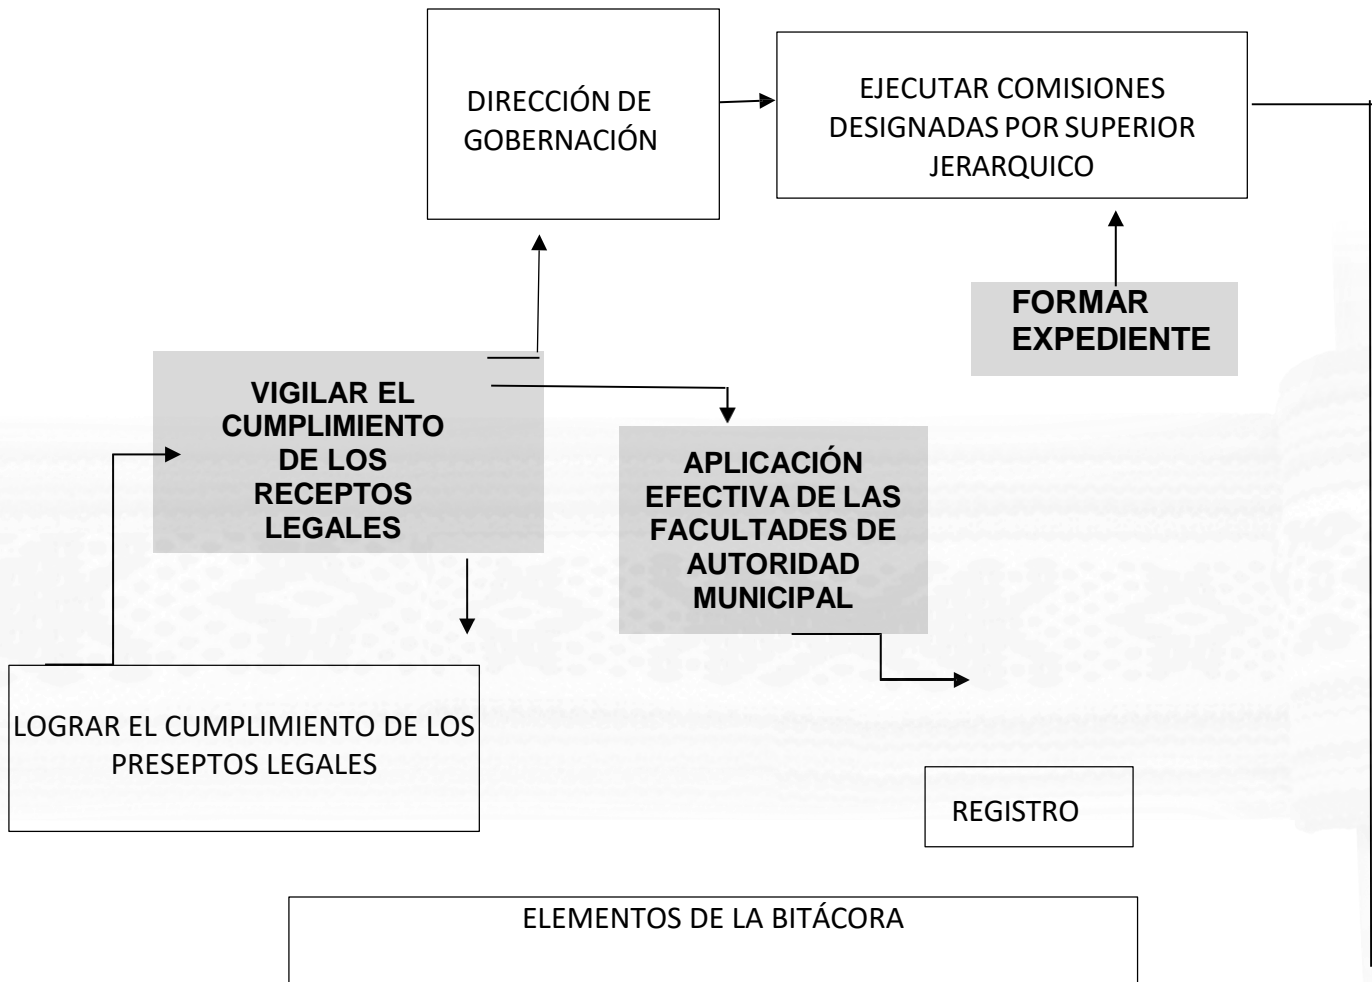 DIRECCIÓN DE
GOBERNACIÓN
EJECUTAR COMISIONES
DESIGNADAS POR SUPERIOR
JERARQUICO
FORMAR
EXPEDIENTE
VIGILAR EL
CUMPLIMIENTO
DE LOS
RECEPTOS
LEGALES
APLICACIÓN
EFECTIVA DE LAS
FACULTADES DE
AUTORIDAD
MUNICIPAL
LOGRAR EL CUMPLIMIENTO DE LOS
PRESEPTOS LEGALES
REGISTRO
ELEMENTOS DE LA BITÁCORA